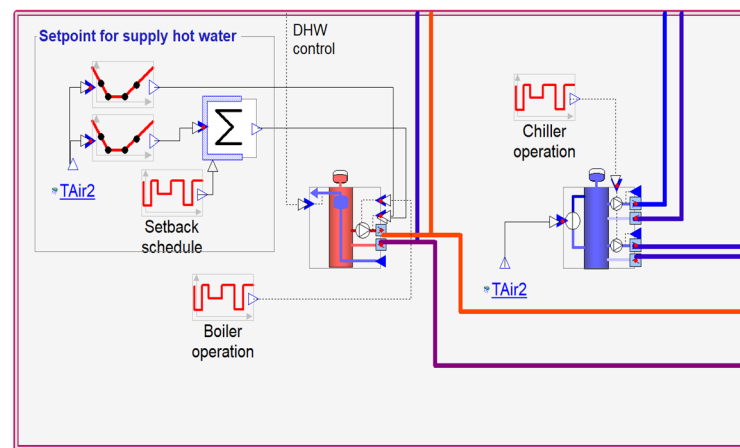 Setpoint for supply hot water
DHW
control
TAir2
Setback
schedule
Chiller
operation
TAir2
Boiler
operation